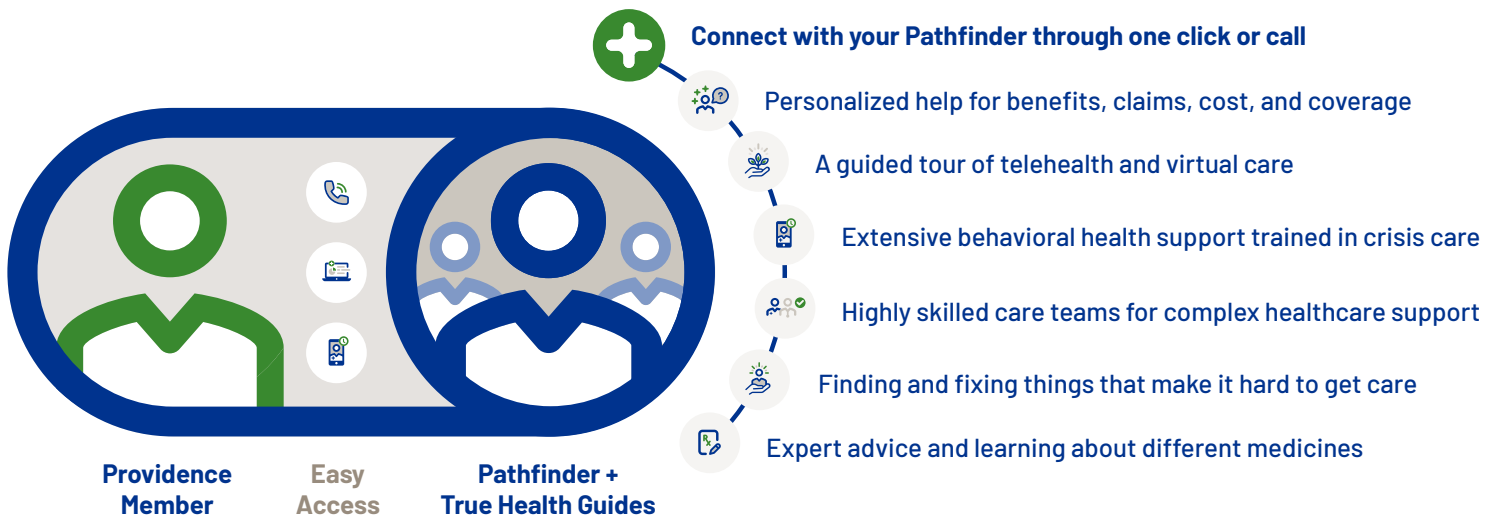 Connect with your Pathfinder through one click or call
Personalized help for benefits, claims, cost, and coverage
A guided tour of telehealth and virtual care
Extensive behavioral health support trained in crisis care
Highly skilled care teams for complex healthcare support
Finding and fixing things that make it hard to get care
Expert advice and learning about different medicines
Providence
Member
Easy
Access
Pathfinder +
True Health Guides
?
Rx